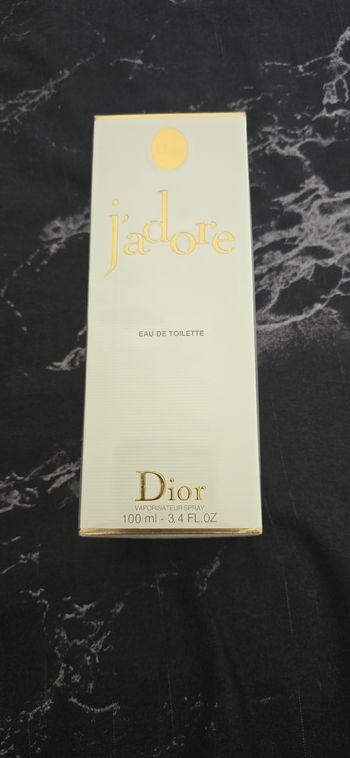 j'adore
EAU DE TOILETTE
Dior
VAPORISATEUR SPRAY
100 ml - 3.4 FL.OZ